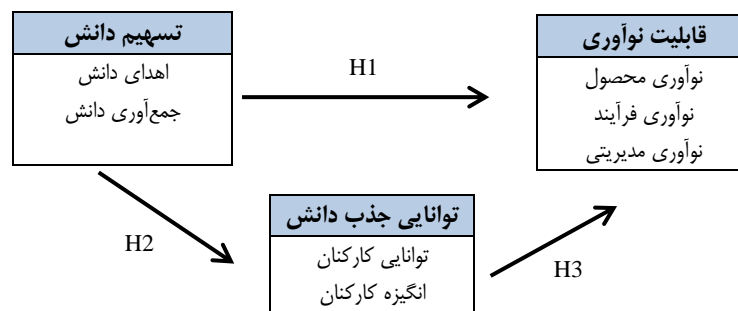 تسهیم دانش
اهدای دانش
جمع‌آوری دانش
H1
قابلیت نوآوری
نوآوری محصول
نوآوری فرآیند
نوآوری مدیریتی
H2
توانایی جذب دانش
توانایی کارکنان
انگیزه کارکنان
H3